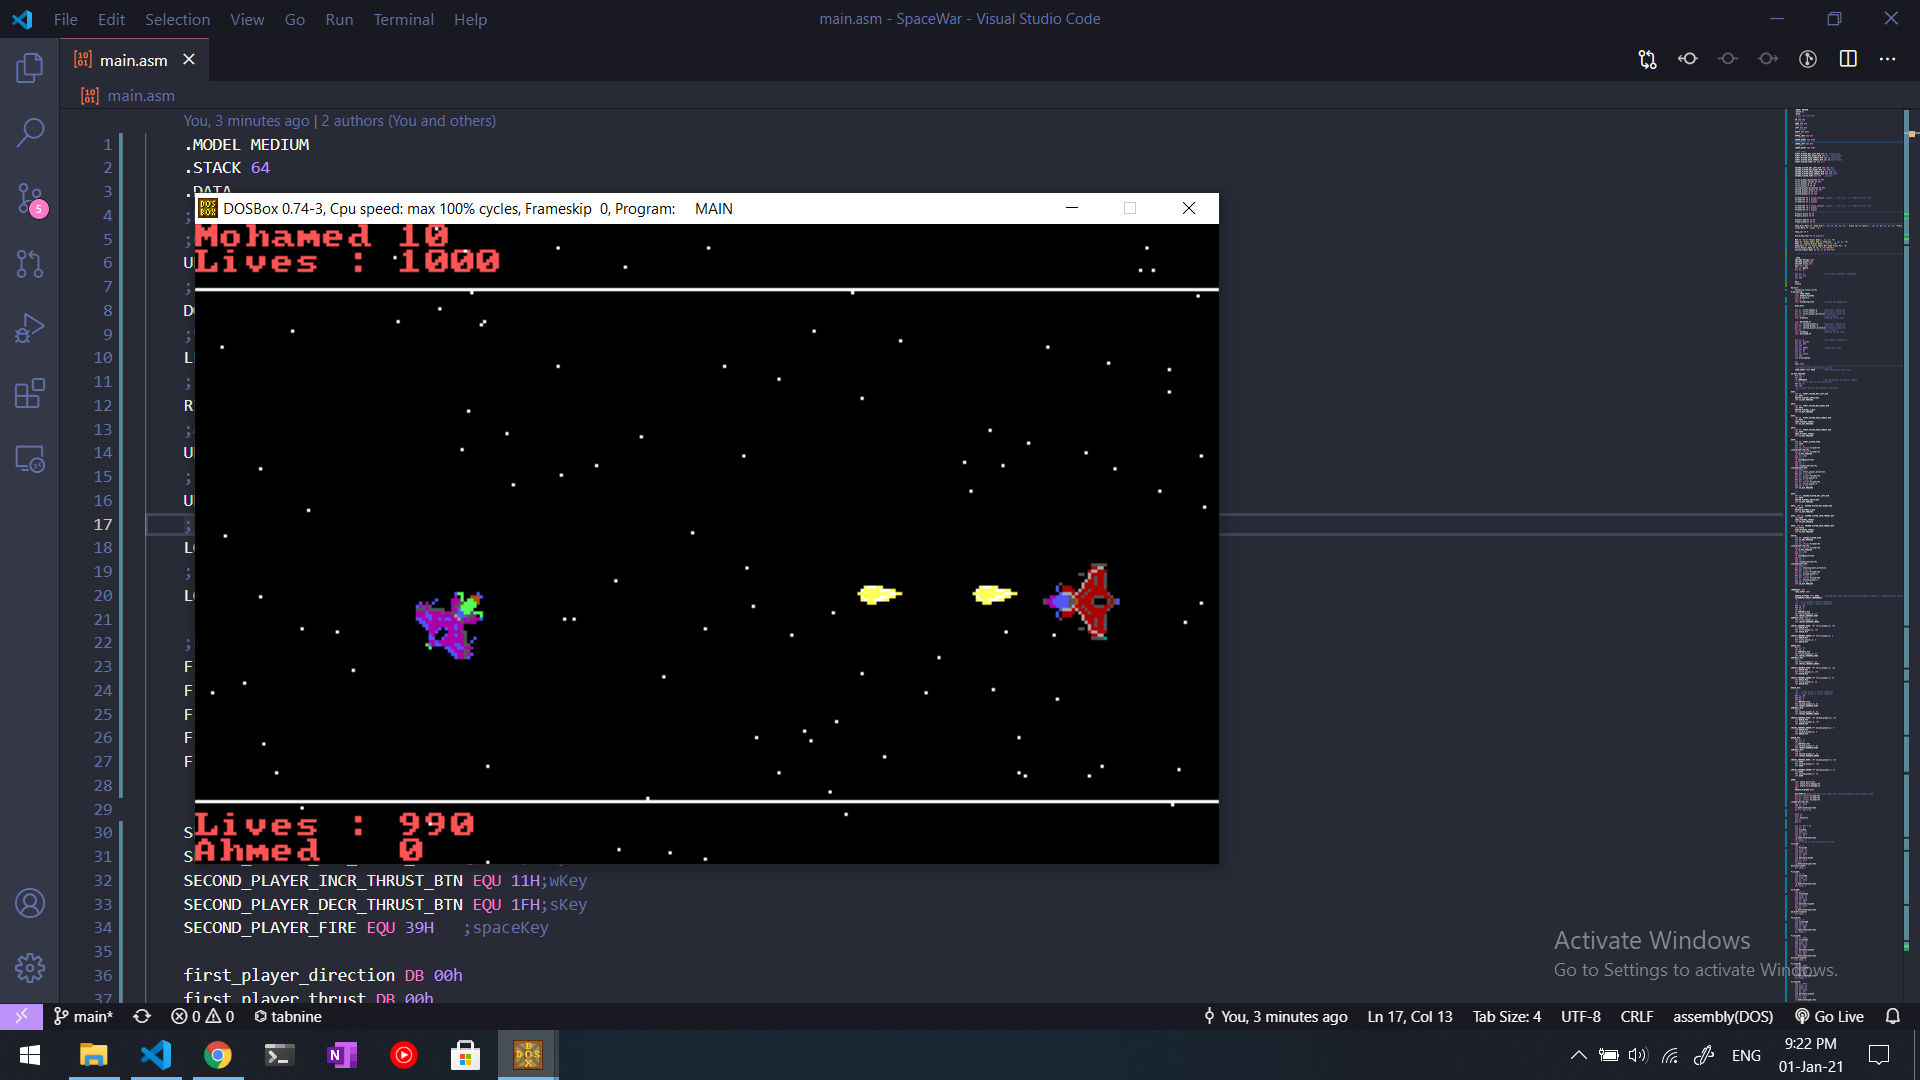 File Edit Selection View Go Run Terminal Help
main.asm - SpaceWar - Visual Studio Code
main.asm
main.asm
You, 3 minutes ago | 2 authors (You and others)
1 .MODEL MEDIUM
2 .STACK 64
3 .DATA
4 ;
5 ;
6 U
7 ;
8 D
9 ;
10 L
11 ;
12 R
13 ;
14 U
15 ;
16 U
17 ;
18 L
19 ;
20 L
21
22 ;
23 F
24 F
25 F
26 F
27 F
28
29
30 S
31 S
32 SECOND_PLAYER_INCR_THRUST_BTN EQU 11H;wKey
33 SECOND_PLAYER_DECR_THRUST_BTN EQU 1FH;sKey
34 SECOND_PLAYER_FIRE EQU 39H ;spaceKey
35
36 first_player_direction DB 00h
37 first_player_thrust DB 00h
DOSBox 0.74-3, Cpu speed: max 100% cycles, Frameskip 0, Program: MAIN
Mohamed 10
Lives : 1000
Lives : 990
Ahmed 0
5
Activate Windows
Go to Settings to activate Windows.
main* 0 0 tabnine
You, 3 minutes ago Ln 17, Col 13 Tab Size: 4 UTF-8 CRLF assembly(DOS) Go Live
ENG
9:22 PM
01-Jan-21